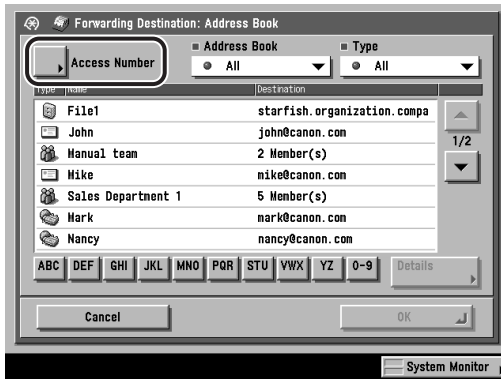 Forwarding Destination: Address Book
Access Number
Address Book
All
Type
All
Type Name Destination
File1 starfish.organization.compa
John john@canon.com
Manual team 2 Member(s)
Mike mike@canon.com
Sales Department 1 5 Member(s)
Mark mark@canon.com
Nancy nancy@canon.com
1/2
ABC DEF GHI JKL MNO PQR STU VWX YZ 0-9 Details
Cancel OK
System Monitor